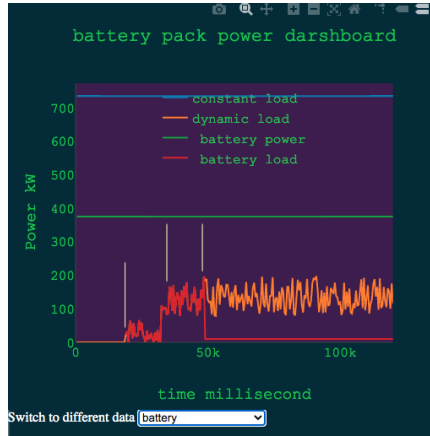 battery pack power darshboard
constant load
dynamic load
battery power
battery load
Power kW
700
600
500
400
300
200
100
0
0
50k
100k
time millisecond
Switch to different data battery